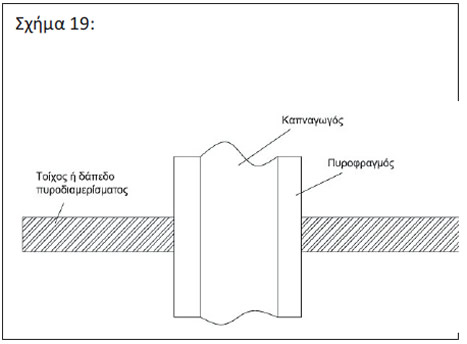 Σχήμα 19:
Καπναγωγός
Πυροφραγμός
Τοίχος ή δάπεδο
πυροδιαμερίσματος